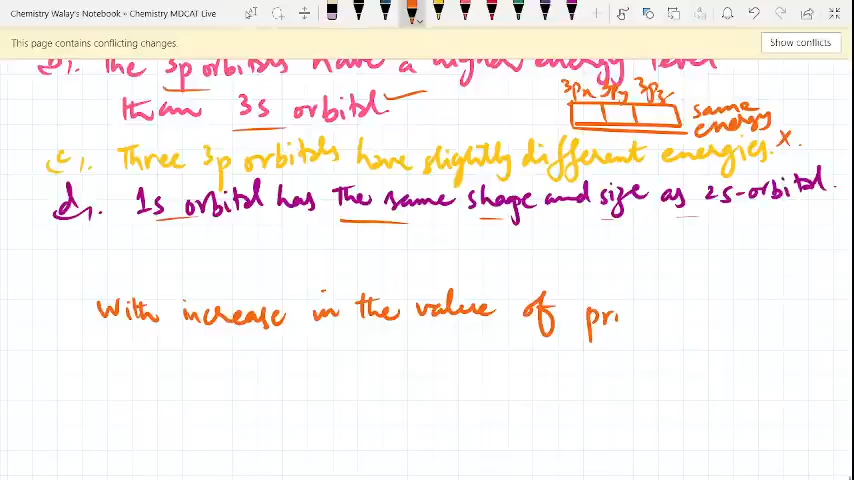 Chemistry Walay's Notebook » Chemistry MDCAT Live
This page contains conflicting changes.
Show conflicts
b). The 3p orbitals have a higher energy level
than 3s orbital
3px 3py 3pz
same
energy
c). Three 3p orbitals have slightly different energies. x.
d). 1s orbital has the same shape and size as 2s-orbital.
With increase in the value of pri